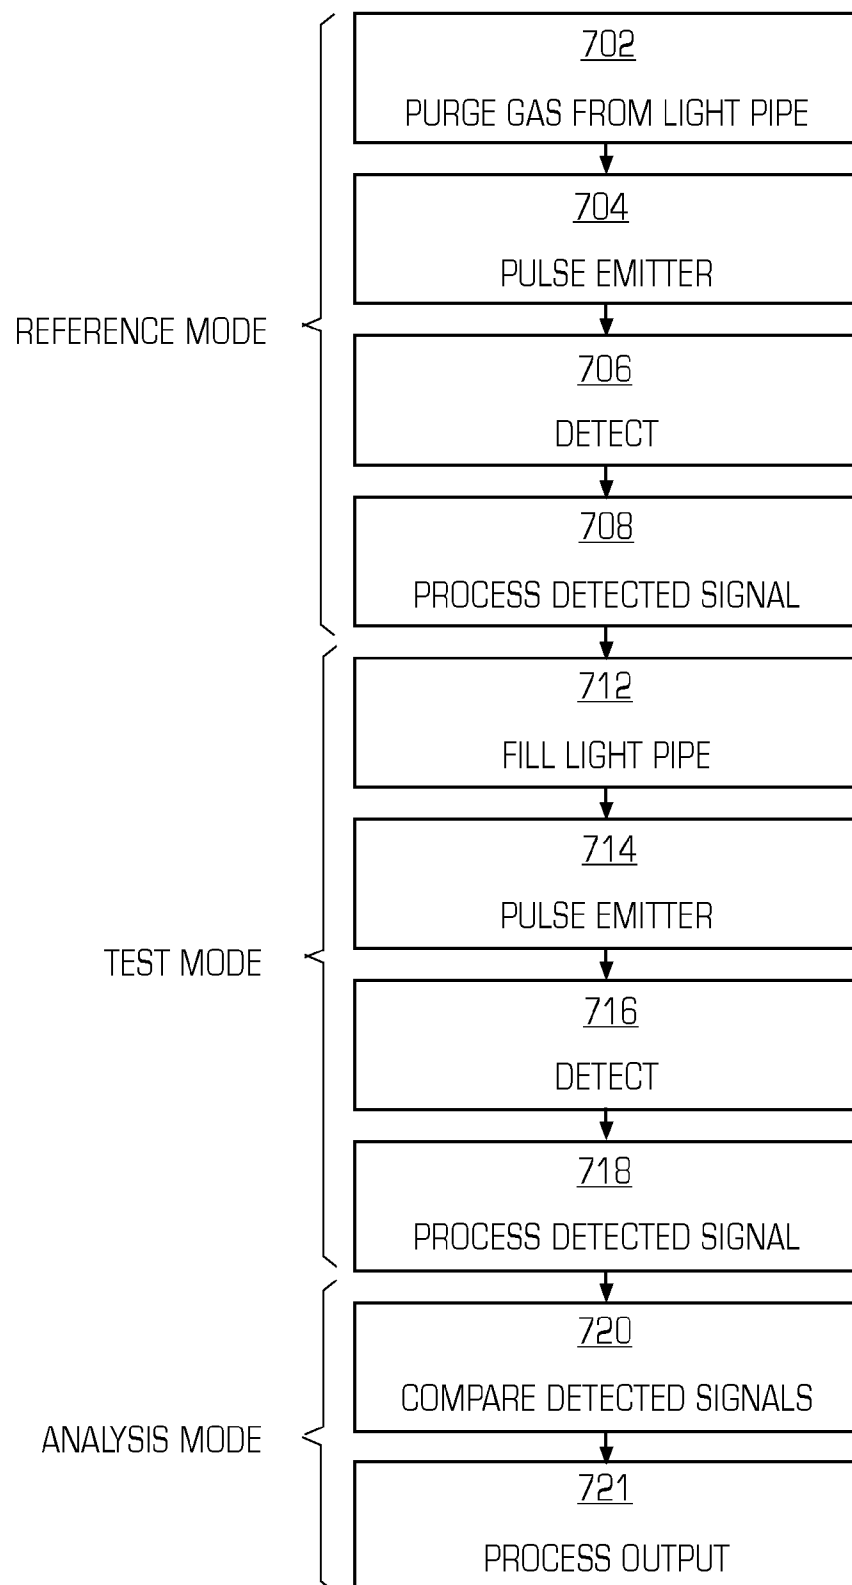 702
PURGE GAS FROM LIGHT PIPE
704
PULSE EMITTER
REFERENCE MODE
706
DETECT
708
PROCESS DETECTED SIGNAL
712
FILL LIGHT PIPE
714
PULSE EMITTER
TEST MODE
716
DETECT
718
PROCESS DETECTED SIGNAL
720
COMPARE DETECTED SIGNALS
ANALYSIS MODE
721
PROCESS OUTPUT